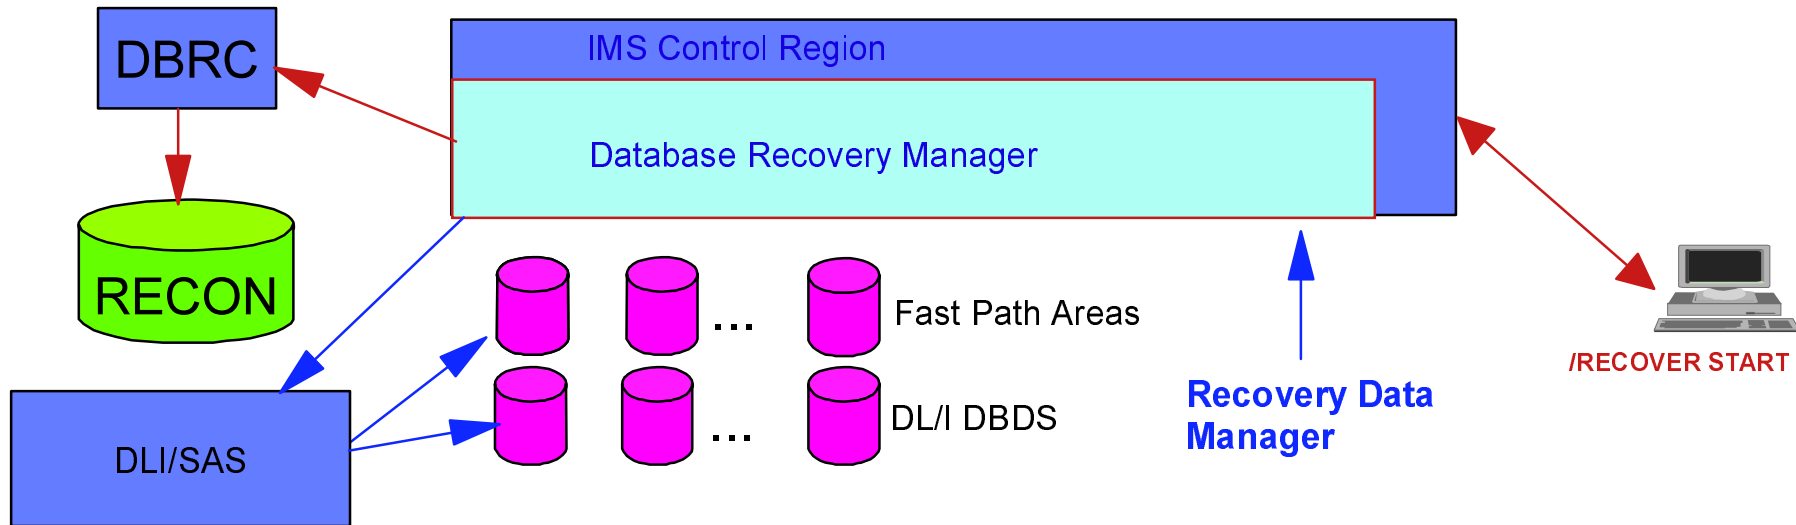 DBRC
IMS Control Region
Database Recovery Manager
RECON
...
Fast Path Areas
/RECOVER START
Recovery Data
Manager
...
DL/I DBDS
DLI/SAS